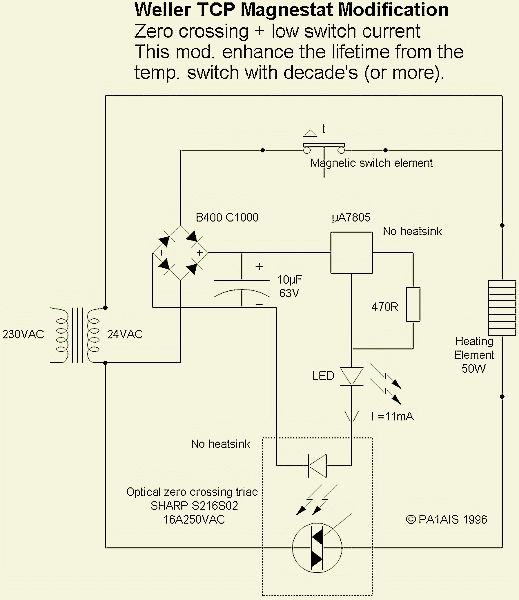 Weller TCP Magnestat Modification
Zero crossing + low switch current
This mod. enhance the lifetime from the
temp. switch with decade's (or more).
t
Magnetic switch element
B400 C1000
µA7805
No heatsink
- +
+
10µF
63V
–
470R
230VAC
24VAC
Heating
Element
50W
LED
I =11mA
No heatsink
Optical zero crossing triac
SHARP S216S02
16A250VAC
© PA1AIS 1996